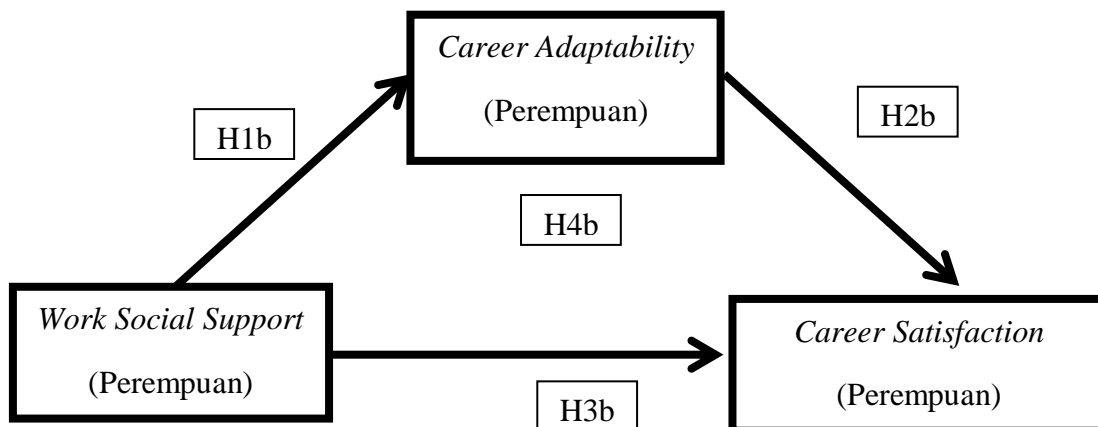 Career Adaptability
(Perempuan)
H1b
H2b
H4b
Work Social Support
(Perempuan)
Career Satisfaction
(Perempuan)
H3b